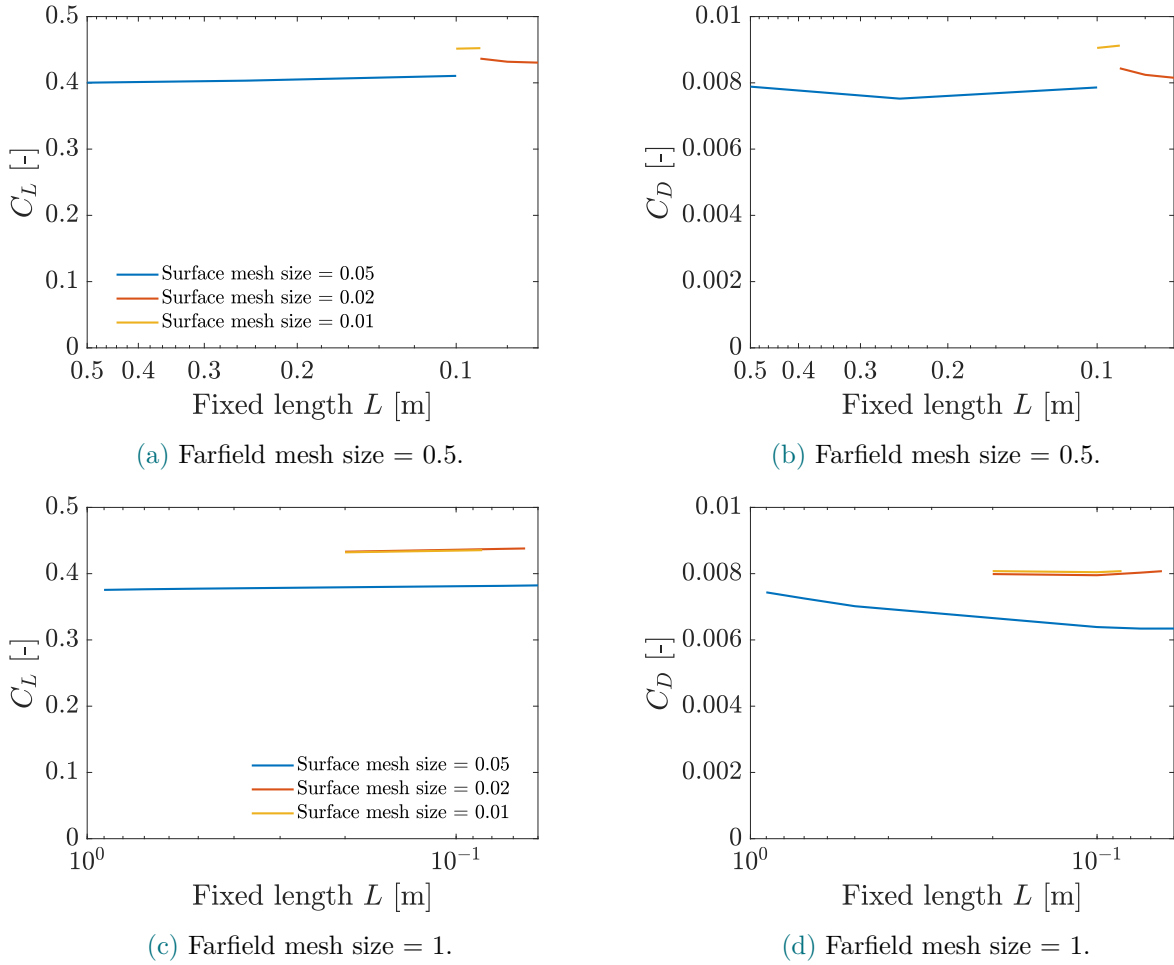 0.5
0.4
0.3
0.2
0.1
0
C_L [-]
Surface mesh size = 0.05
Surface mesh size = 0.02
Surface mesh size = 0.01
0.5 0.4 0.3 0.2 0.1
Fixed length L [m]
(a) Farfield mesh size = 0.5.
0.01
0.008
0.006
0.004
0.002
0
C_D [-]
0.5 0.4 0.3 0.2 0.1
Fixed length L [m]
(b) Farfield mesh size = 0.5.
0.5
0.4
0.3
0.2
0.1
0
C_L [-]
Surface mesh size = 0.05
Surface mesh size = 0.02
Surface mesh size = 0.01
10^0 10^-1
Fixed length L [m]
(c) Farfield mesh size = 1.
0.01
0.008
0.006
0.004
0.002
0
C_D [-]
10^0 10^-1
Fixed length L [m]
(d) Farfield mesh size = 1.